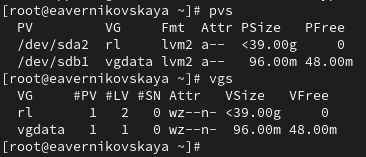 [root@eavernikovskaya ~]# pvs
  PV         VG     Fmt  Attr PSize   PFree
  /dev/sda2  rl     lvm2 a--  <39.00g      0
  /dev/sdb1  vgdata lvm2 a--   96.00m 48.00m
[root@eavernikovskaya ~]# vgs
  VG     #PV #LV #SN Attr   VSize   VFree
  rl       1   2   0 wz--n- <39.00g      0
  vgdata   1   1   0 wz--n-  96.00m 48.00m
[root@eavernikovskaya ~]#